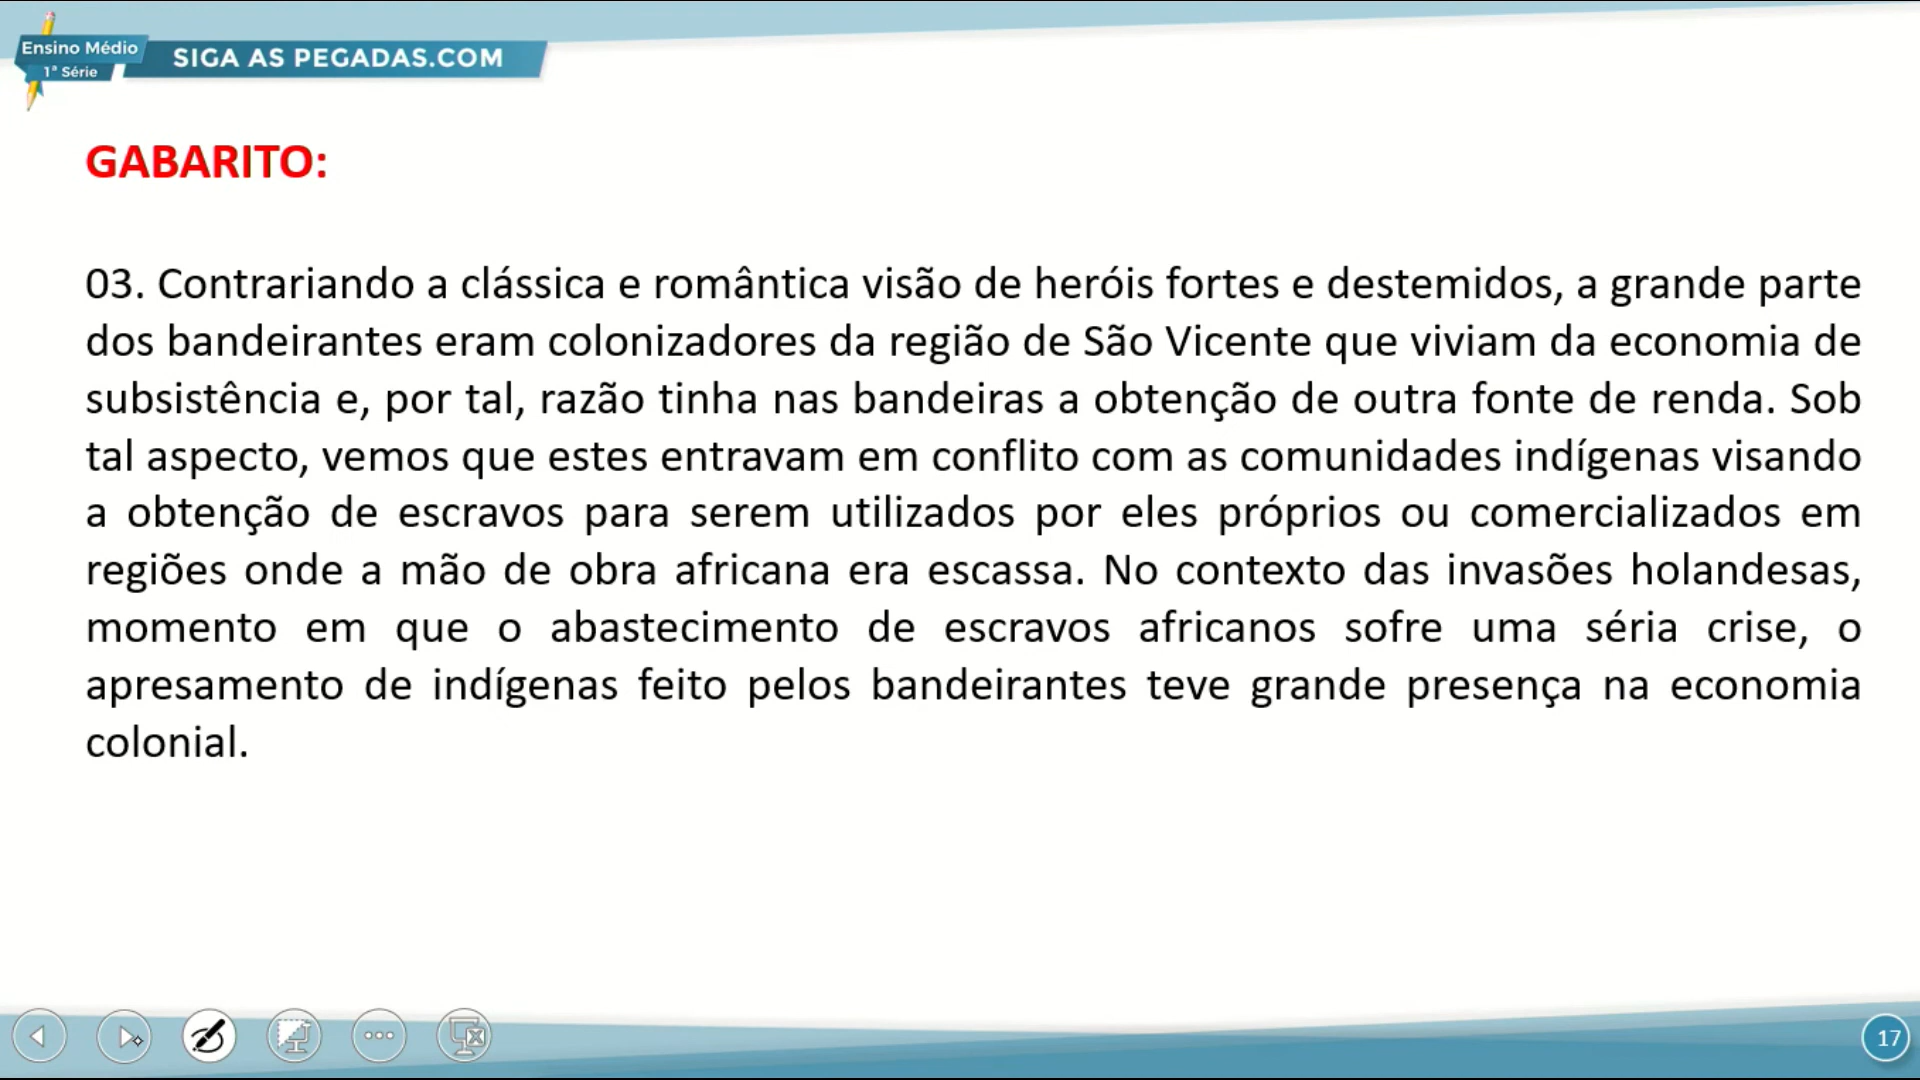 Ensino Médio
1ª Série
SIGA AS PEGADAS.COM
GABARITO:
03. Contrariando a clássica e romântica visão de heróis fortes e destemidos, a grande parte
dos bandeirantes eram colonizadores da região de São Vicente que viviam da economia de
subsistência e, por tal, razão tinha nas bandeiras a obtenção de outra fonte de renda. Sob
tal aspecto, vemos que estes entravam em conflito com as comunidades indígenas visando
a obtenção de escravos para serem utilizados por eles próprios ou comercializados em
regiões onde a mão de obra africana era escassa. No contexto das invasões holandesas,
momento em que o abastecimento de escravos africanos sofre uma séria crise, o
apresamento de indígenas feito pelos bandeirantes teve grande presença na economia
colonial.
17